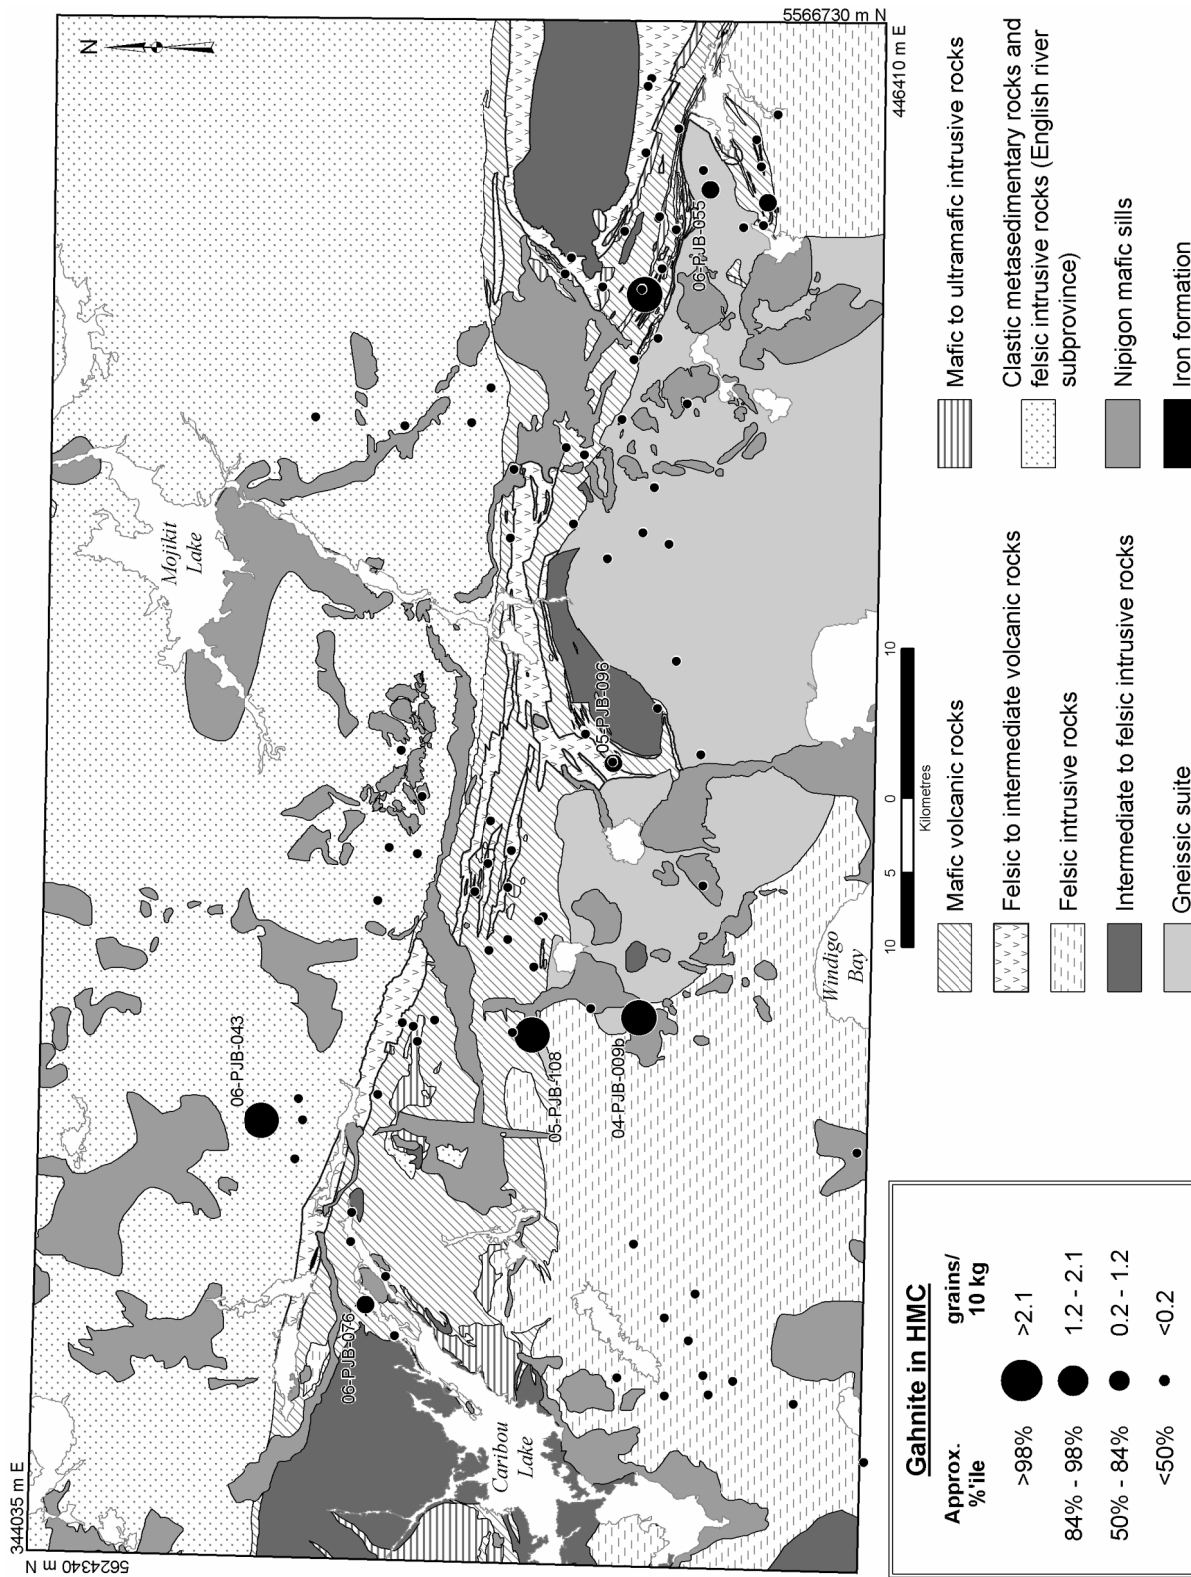 344035 m E
5624340 m N
N
5566730 m N
446410 m E
Mojikit
Lake
06-PJB-043
06-PJB-076
05-PJB-108
04-PJB-009b
05-PJB-096
06-PJB-055
Caribou
Lake
Windigo
Bay
10
5
0
10
Kilometres
Gahnite in HMC
Approx.
%'ile
grains/
10 kg
>98%
>2.1
84% - 98%
1.2 - 2.1
50% - 84%
0.2 - 1.2
<50%
<0.2
Mafic volcanic rocks
Felsic to intermediate volcanic rocks
Felsic intrusive rocks
Intermediate to felsic intrusive rocks
Gneissic suite
Mafic to ultramafic intrusive rocks
Clastic metasedimentary rocks and
felsic intrusive rocks (English river
subprovince)
Nipigon mafic sills
Iron formation